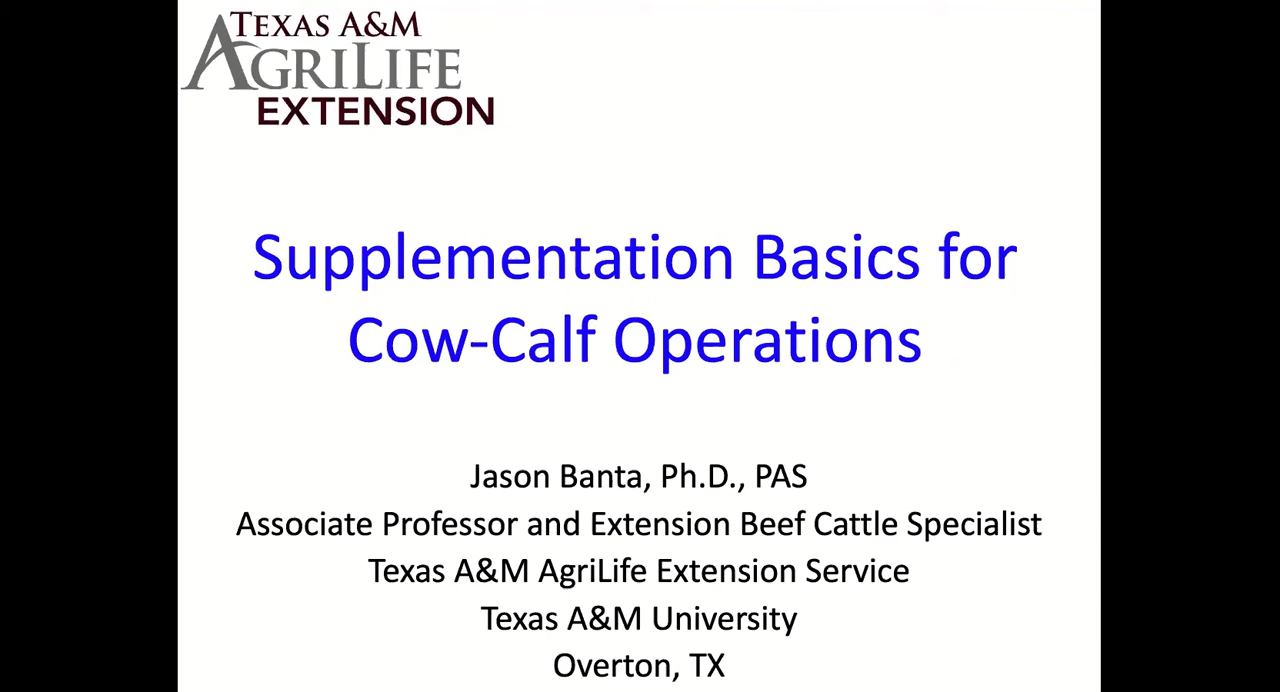 TEXAS A&M
AGRILIFE
EXTENSION
Supplementation Basics for
Cow-Calf Operations
Jason Banta, Ph.D., PAS
Associate Professor and Extension Beef Cattle Specialist
Texas A&M AgriLife Extension Service
Texas A&M University
Overton, TX